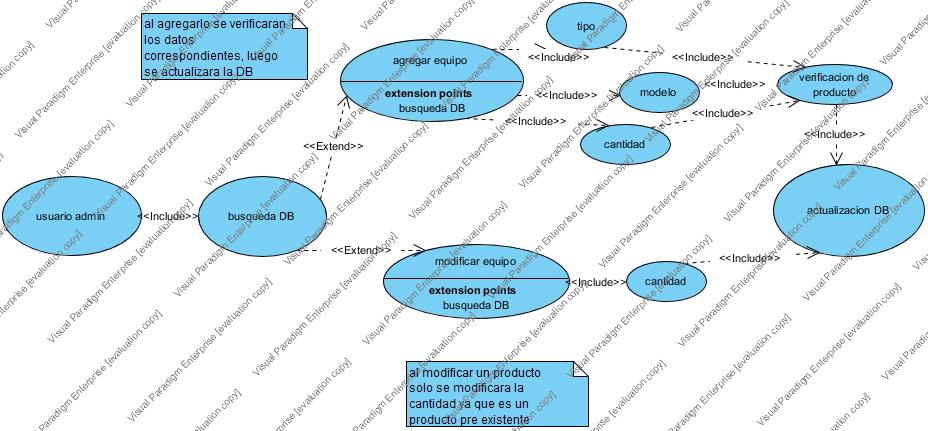 al agregarlo se verificaran
los datos
correspondientes, luego
se actualizara la DB
tipo
agregar equipo
extension points
busqueda DB
<<Include>>
<<Include>>
verificacion de
producto
<<Include>>
modelo
<<Include>>
<<Include>>
<<Include>>
cantidad
<<Include>>
<<Extend>>
usuario admin
<<Include>>
busqueda DB
actualizacion DB
<<Extend>>
modificar equipo
extension points
busqueda DB
<<Include>>
cantidad
<<Include>>
al modificar un producto
solo se modificara la
cantidad ya que es un
producto pre existente
Visual Paradigm Enterprise [evaluation copy]